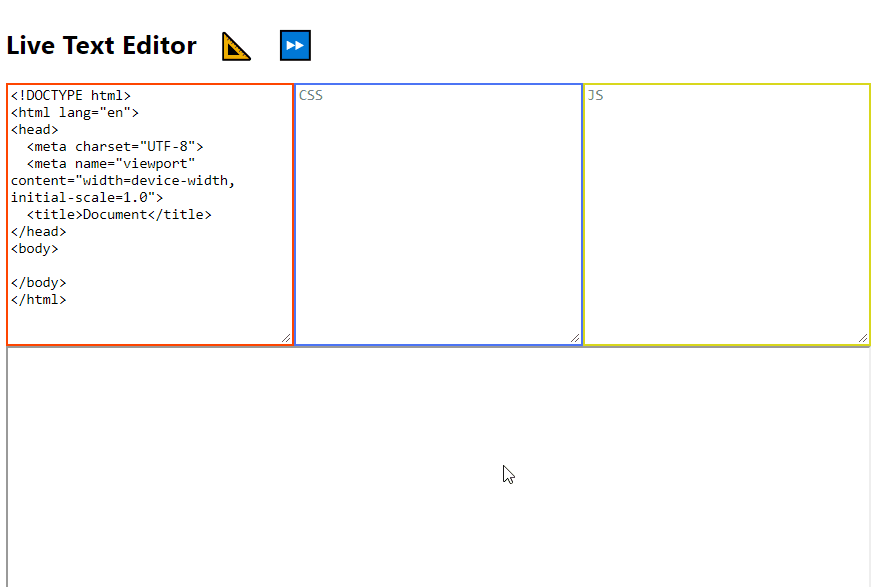 Live Text Editor 📐 ⏩
<!DOCTYPE html>
<html lang="en">
<head>
  <meta charset="UTF-8">
  <meta name="viewport"
content="width=device-width,
initial-scale=1.0">
  <title>Document</title>
</head>
<body>

</body>
</html>
CSS
JS